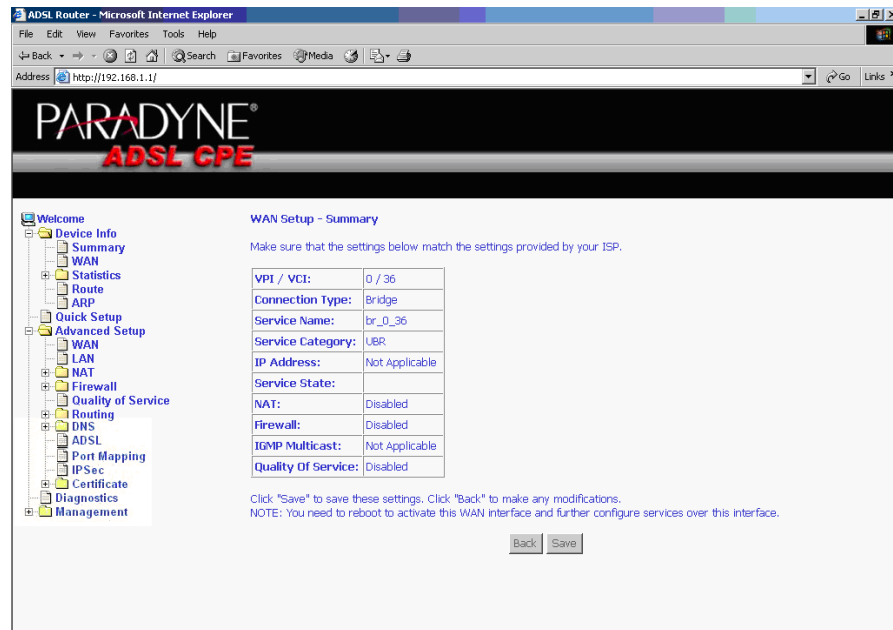 ADSL Router - Microsoft Internet Explorer
File Edit View Favorites Tools Help
Back Search Favorites Media
Address http://192.168.1.1/ Go Links
PARADYNE®
ADSL CPE
Welcome
Device Info
Summary
WAN
Statistics
Route
ARP
Quick Setup
Advanced Setup
WAN
LAN
NAT
Firewall
Quality of Service
Routing
DNS
ADSL
Port Mapping
IPSec
Certificate
Diagnostics
Management
WAN Setup - Summary
Make sure that the settings below match the settings provided by your ISP.
VPI / VCI: 0 / 36
Connection Type: Bridge
Service Name: br_0_36
Service Category: UBR
IP Address: Not Applicable
Service State:
NAT: Disabled
Firewall: Disabled
IGMP Multicast: Not Applicable
Quality Of Service: Disabled
Click "Save" to save these settings. Click "Back" to make any modifications.
NOTE: You need to reboot to activate this WAN interface and further configure services over this interface.
Back Save